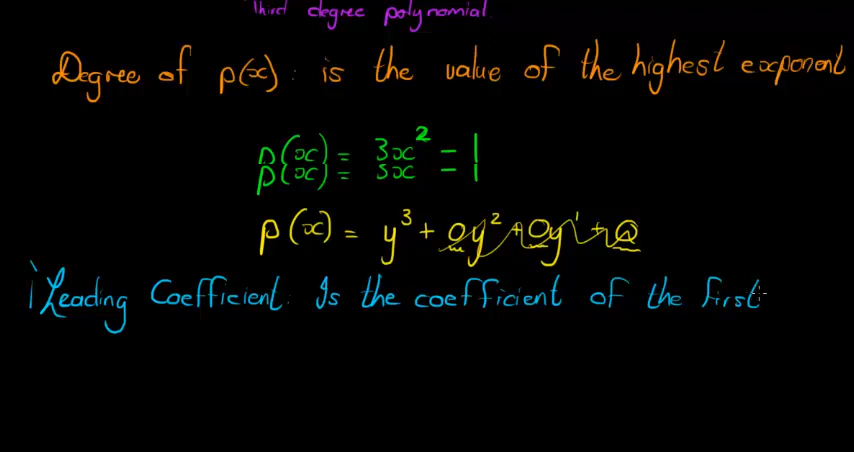 Third degree polynomial
Degree of p(x): is the value of the highest exponent
p(x) = 3x² - 1
p(x) = 3x - 1
p(x) = y³ + 0y² + 0y¹ + 0
Leading Coefficient: Is the coefficient of the first